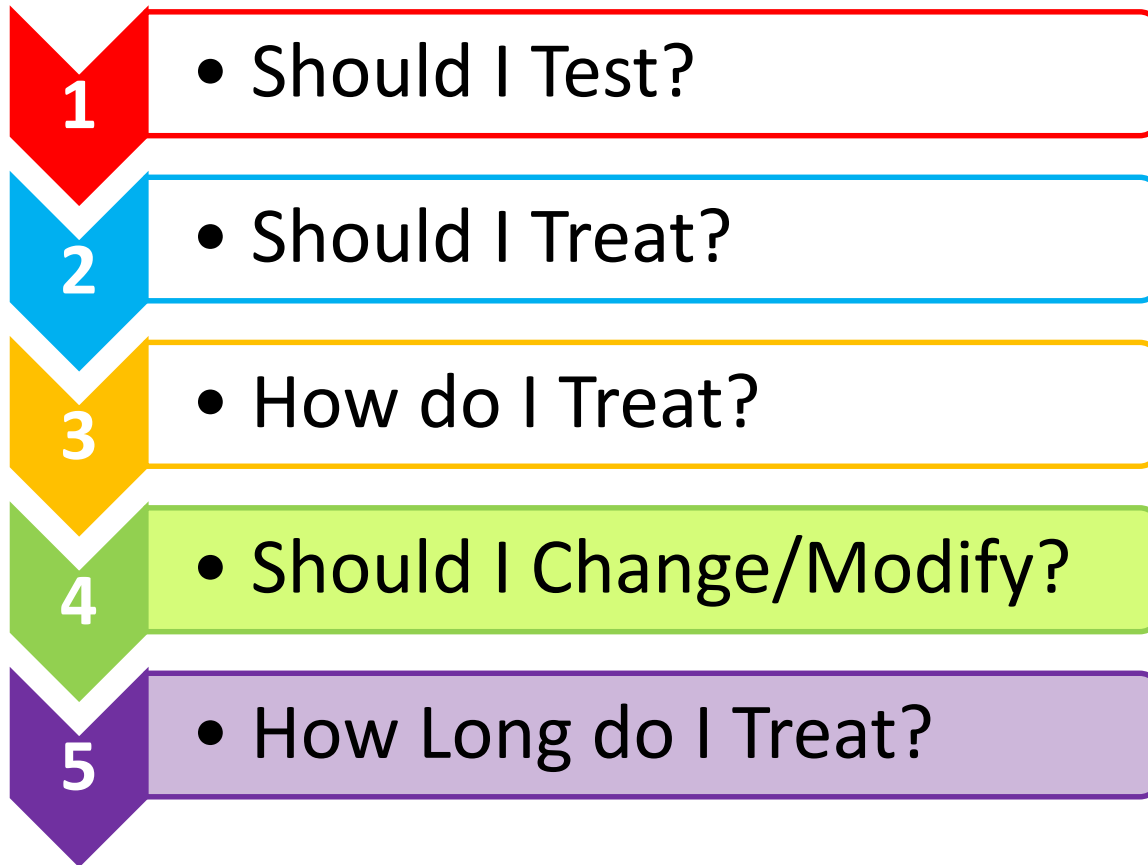 1 • Should I Test?
2 • Should I Treat?
3 • How do I Treat?
4 • Should I Change/Modify?
5 • How Long do I Treat?